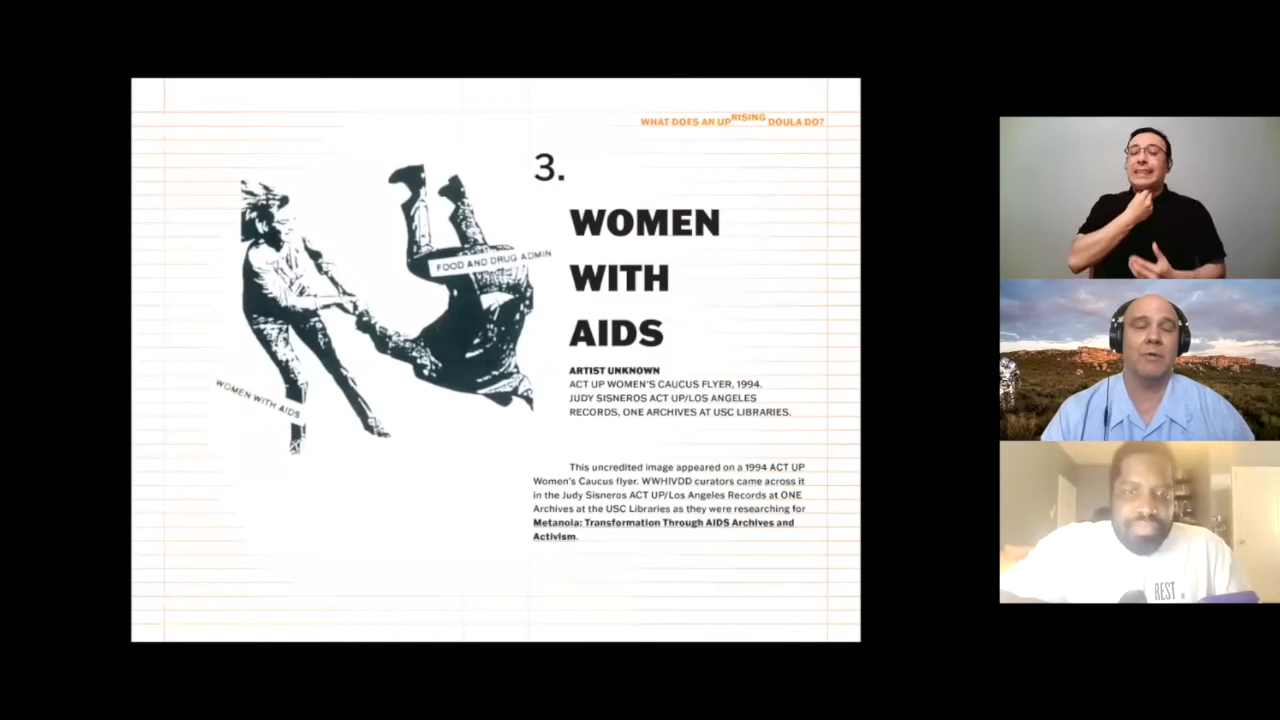 WHAT DOES AN UPRISING DOULA DO?
3.
WOMEN
WITH
AIDS
FOOD AND DRUG ADMIN
WOMEN WITH AIDS
ARTIST UNKNOWN
ACT UP WOMEN'S CAUCUS FLYER, 1994.
JUDY SISNEROS ACT UP/LOS ANGELES
RECORDS, ONE ARCHIVES AT USC LIBRARIES.
This uncredited image appeared on a 1994 ACT UP
Women's Caucus flyer. WWHIVDD curators came across it
in the Judy Sisneros ACT UP/Los Angeles Records at ONE
Archives at the USC Libraries as they were researching for
Metanoia: Transformation Through AIDS Archives and
Activism.
REST